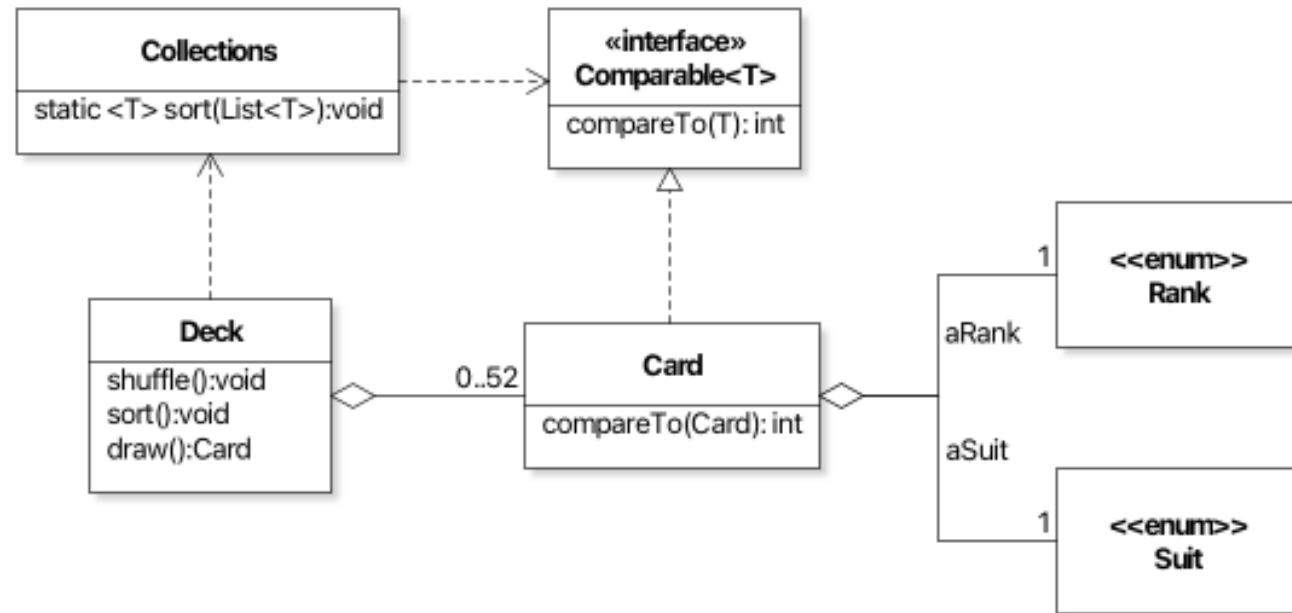 Collections
static <T> sort(List<T>):void
«interface»
Comparable<T>
compareTo(T): int
Deck
shuffle():void
sort():void
draw():Card
0..52
Card
compareTo(Card): int
1
aRank
aSuit
1
<<enum>>
Rank
<<enum>>
Suit